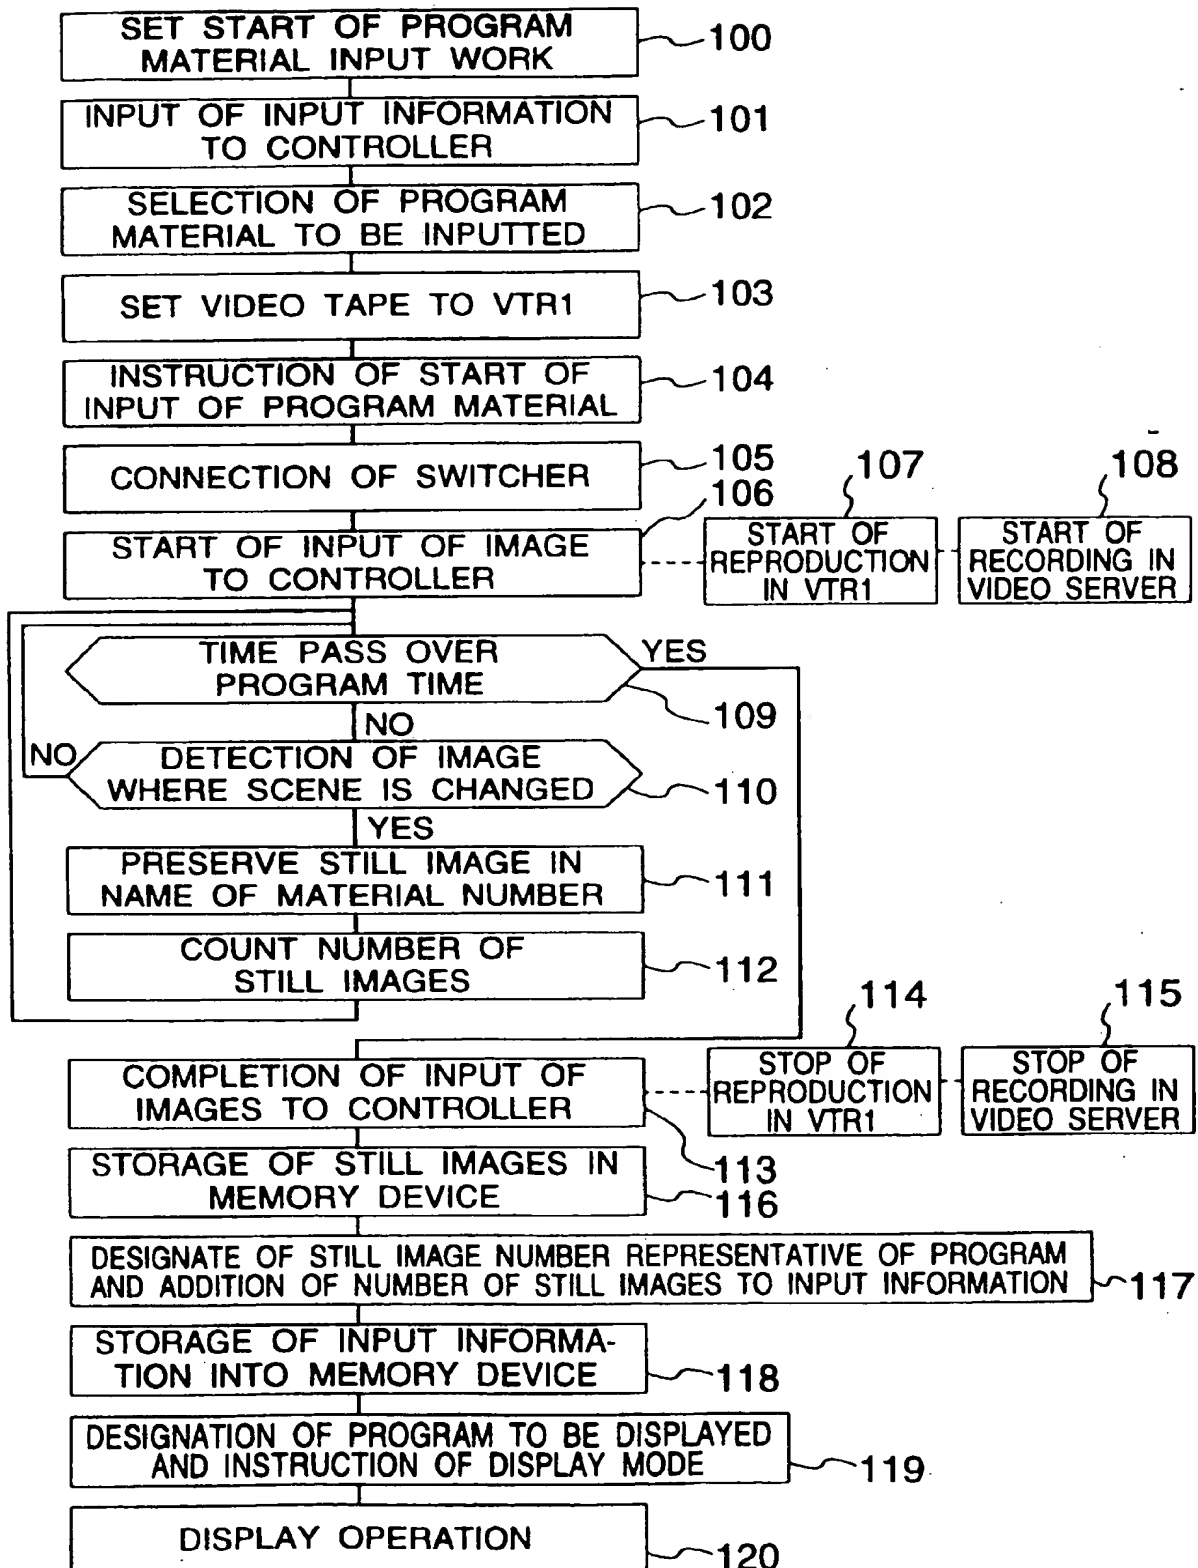 SET START OF PROGRAM
MATERIAL INPUT WORK
100
INPUT OF INPUT INFORMATION
TO CONTROLLER
101
SELECTION OF PROGRAM
MATERIAL TO BE INPUTTED
102
SET VIDEO TAPE TO VTR1
103
INSTRUCTION OF START OF
INPUT OF PROGRAM MATERIAL
104
CONNECTION OF SWITCHER
105
START OF INPUT OF IMAGE
TO CONTROLLER
106
107
START OF
REPRODUCTION
IN VTR1
108
START OF
RECORDING IN
VIDEO SERVER
TIME PASS OVER
PROGRAM TIME
YES
109
NO
NO
DETECTION OF IMAGE
WHERE SCENE IS CHANGED
110
YES
PRESERVE STILL IMAGE IN
NAME OF MATERIAL NUMBER
111
COUNT NUMBER OF
STILL IMAGES
112
COMPLETION OF INPUT OF
IMAGES TO CONTROLLER
113
114
STOP OF
REPRODUCTION
IN VTR1
115
STOP OF
RECORDING IN
VIDEO SERVER
STORAGE OF STILL IMAGES IN
MEMORY DEVICE
116
DESIGNATE OF STILL IMAGE NUMBER REPRESENTATIVE OF PROGRAM
AND ADDITION OF NUMBER OF STILL IMAGES TO INPUT INFORMATION
117
STORAGE OF INPUT INFORMA-
TION INTO MEMORY DEVICE
118
DESIGNATION OF PROGRAM TO BE DISPLAYED
AND INSTRUCTION OF DISPLAY MODE
119
DISPLAY OPERATION
120